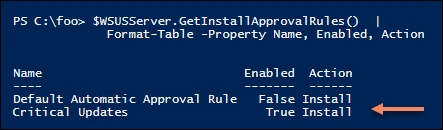 PS C:\foo> $WSUSServer.GetInstallApprovalRules() |
Format-Table -Property Name, Enabled, Action
Name Enabled Action
---- ------- ------
Default Automatic Approval Rule False Install
Critical Updates True Install